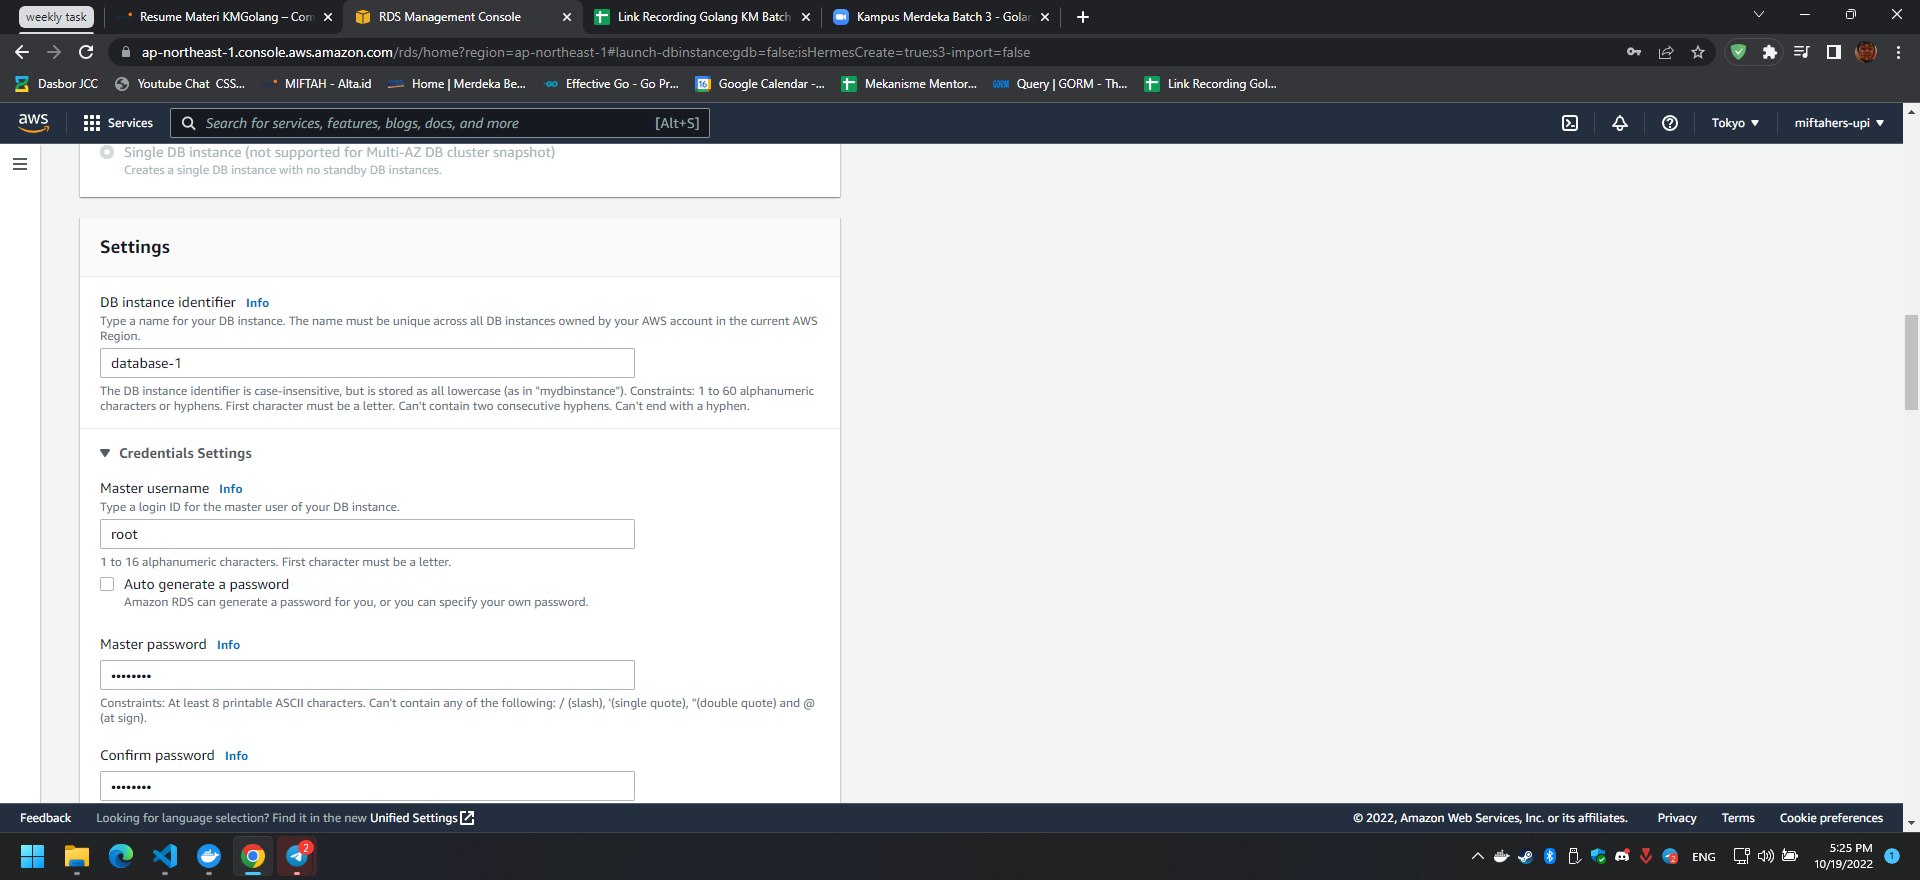 weekly task
Resume Materi KMGolang – Com
RDS Management Console
Link Recording Golang KM Batch
Kampus Merdeka Batch 3 - Golan
ap-northeast-1.console.aws.amazon.com/rds/home?region=ap-northeast-1#launch-dbinstance:gdb=false;isHermesCreate=true;s3-import=false
Dasbor JCC
Youtube Chat CSS...
MIFTAH - Alta.id
Home | Merdeka Be...
Effective Go - Go Pr...
Google Calendar -...
Mekanisme Mentor...
Query | GORM - Th...
Link Recording Gol...
aws
Services
Search for services, features, blogs, docs, and more
[Alt+S]
Tokyo
miftahers-upi
Single DB instance (not supported for Multi-AZ DB cluster snapshot)
Creates a single DB instance with no standby DB instances.
Settings
DB instance identifier Info
Type a name for your DB instance. The name must be unique across all DB instances owned by your AWS account in the current AWS
Region.
database-1
The DB instance identifier is case-insensitive, but is stored as all lowercase (as in "mydbinstance"). Constraints: 1 to 60 alphanumeric
characters or hyphens. First character must be a letter. Can't contain two consecutive hyphens. Can't end with a hyphen.
Credentials Settings
Master username Info
Type a login ID for the master user of your DB instance.
root
1 to 16 alphanumeric characters. First character must be a letter.
Auto generate a password
Amazon RDS can generate a password for you, or you can specify your own password.
Master password Info
••••••••
Constraints: At least 8 printable ASCII characters. Can't contain any of the following: / (slash), '(single quote), "(double quote) and @
(at sign).
Confirm password Info
••••••••
Feedback
Looking for language selection? Find it in the new Unified Settings
© 2022, Amazon Web Services, Inc. or its affiliates.
Privacy
Terms
Cookie preferences
2
2
ENG
5:25 PM
10/19/2022
1